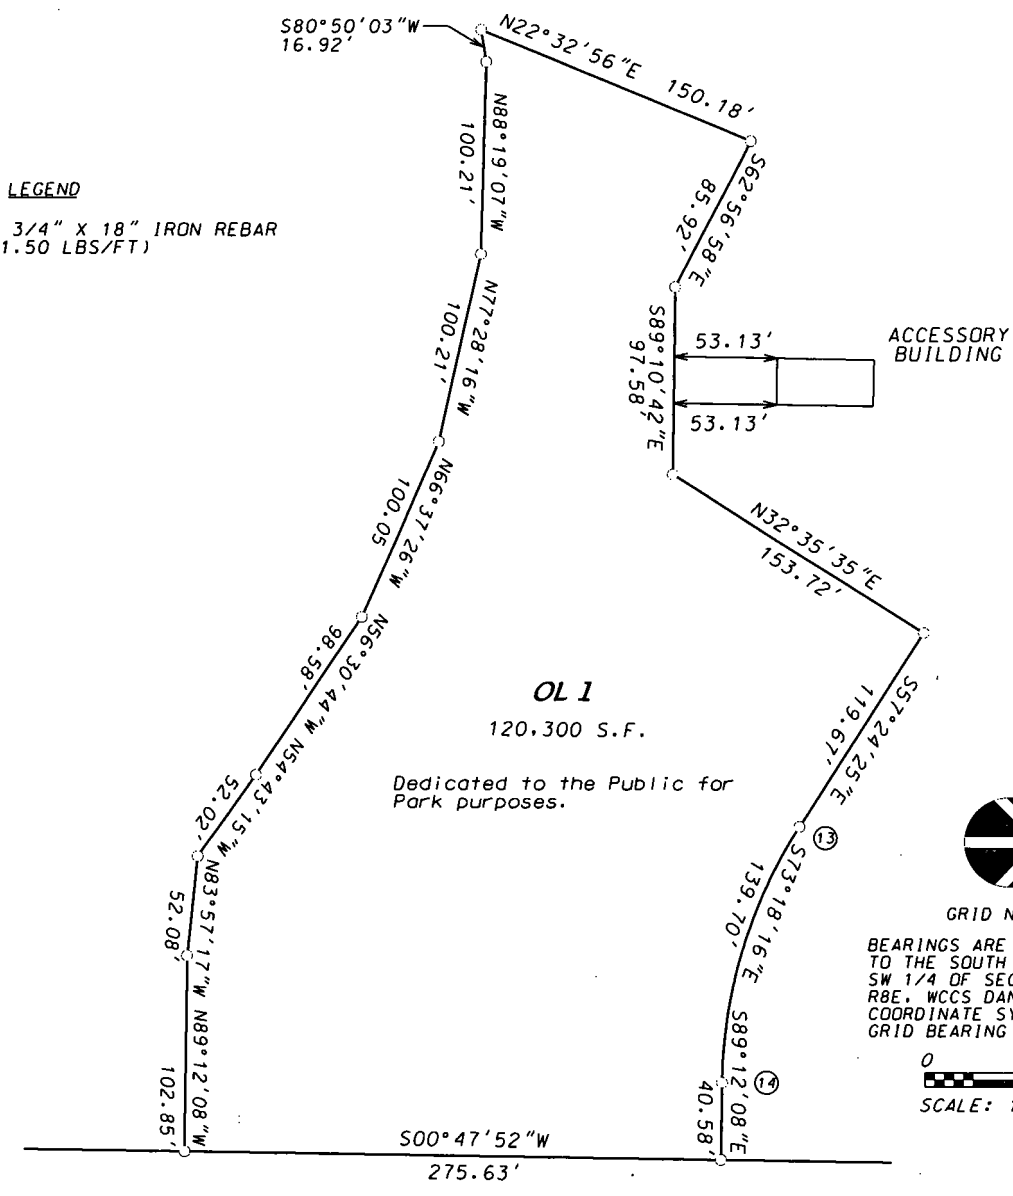 S80°50'03"W
16.92'
N22°32'56"E
150.18'
N88°19'07"W
100.21'
LEGEND
3/4" X 18" IRON REBAR
1.50 LBS/FT)
S62°56'58"E
85.92'
N77°28'16"W
100.21'
S89°10'42"E
97.58'
53.13'
53.13'
ACCESSORY
BUILDING
N66°37'26"W
100.05
N32°35'35"E
153.72'
N56°30'44"W
98.58'
OL 1
120,300 S.F.
Dedicated to the Public for
Park purposes.
S57°24'25"E
119.67'
N54°43'15"W
52.02'
13
S73°18'16"E
139.70'
N83°57'17"W
52.08'
GRID N
BEARINGS ARE
TO THE SOUTH
SW 1/4 OF SEC
R8E, WCCS DAN
COORDINATE SY
GRID BEARING
0
SCALE: 1
N89°12'08"W
102.85'
14
S89°12'08"E
40.58'
S00°47'52"W
275.63'